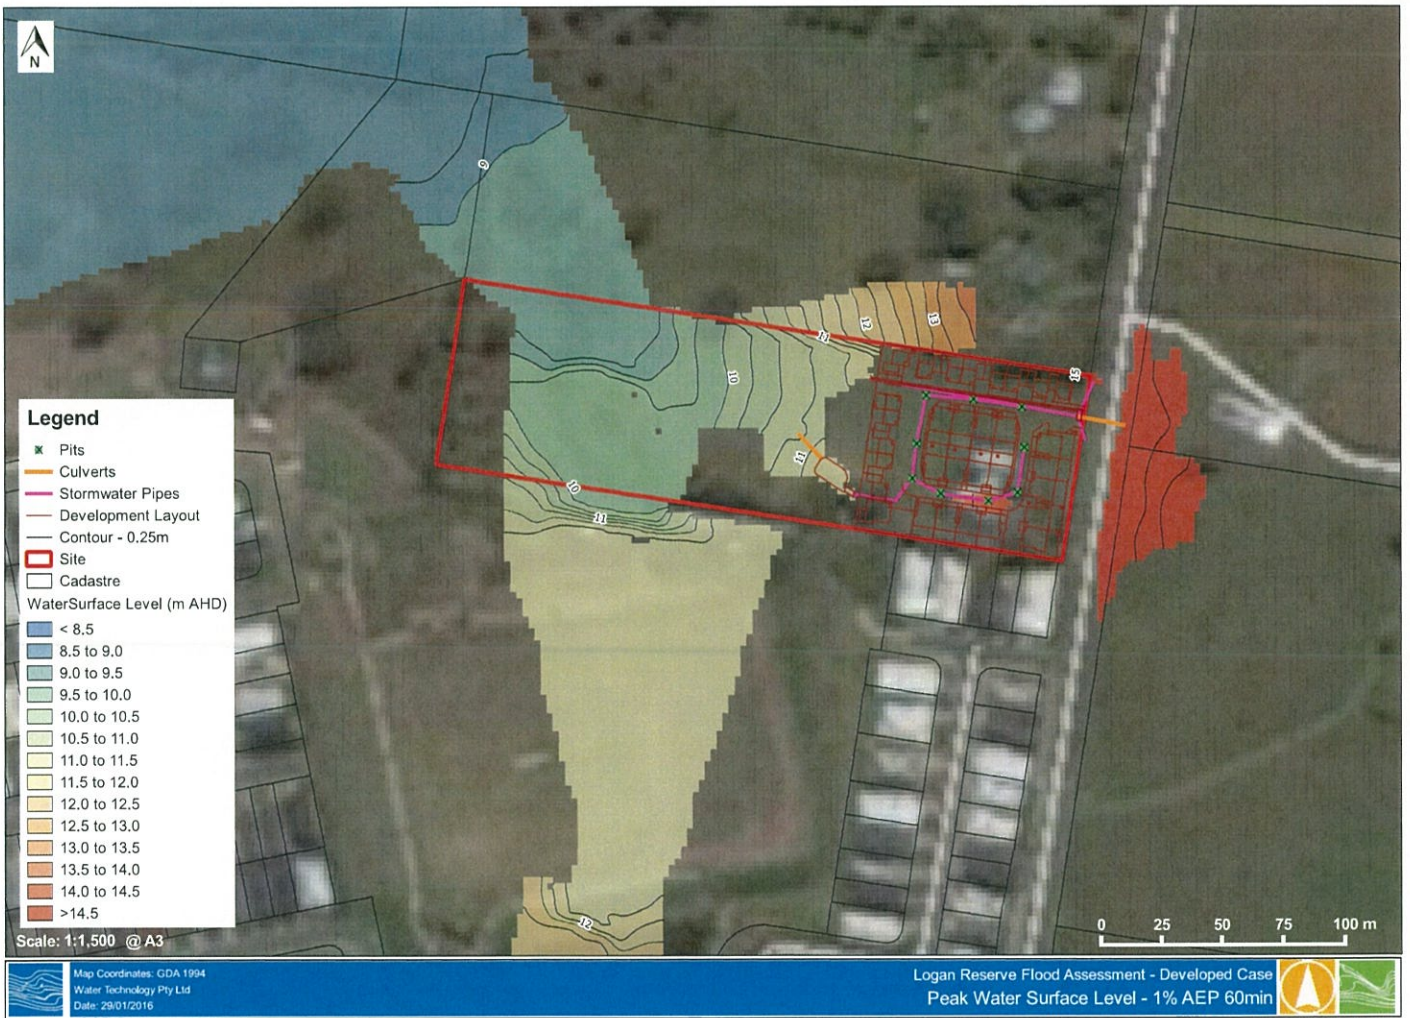 N
9
12
13
11
15
10
11
10
11
12
Legend
Pits
Culverts
Stormwater Pipes
Development Layout
Contour - 0.25m
Site
Cadastre
WaterSurface Level (m AHD)
< 8.5
8.5 to 9.0
9.0 to 9.5
9.5 to 10.0
10.0 to 10.5
10.5 to 11.0
11.0 to 11.5
11.5 to 12.0
12.0 to 12.5
12.5 to 13.0
13.0 to 13.5
13.5 to 14.0
14.0 to 14.5
>14.5
Scale: 1:1,500 @ A3
0 25 50 75 100 m
Map Coordinates: GDA 1994
Water Technology Pty Ltd
Date: 29/01/2016
Logan Reserve Flood Assessment - Developed Case
Peak Water Surface Level - 1% AEP 60min